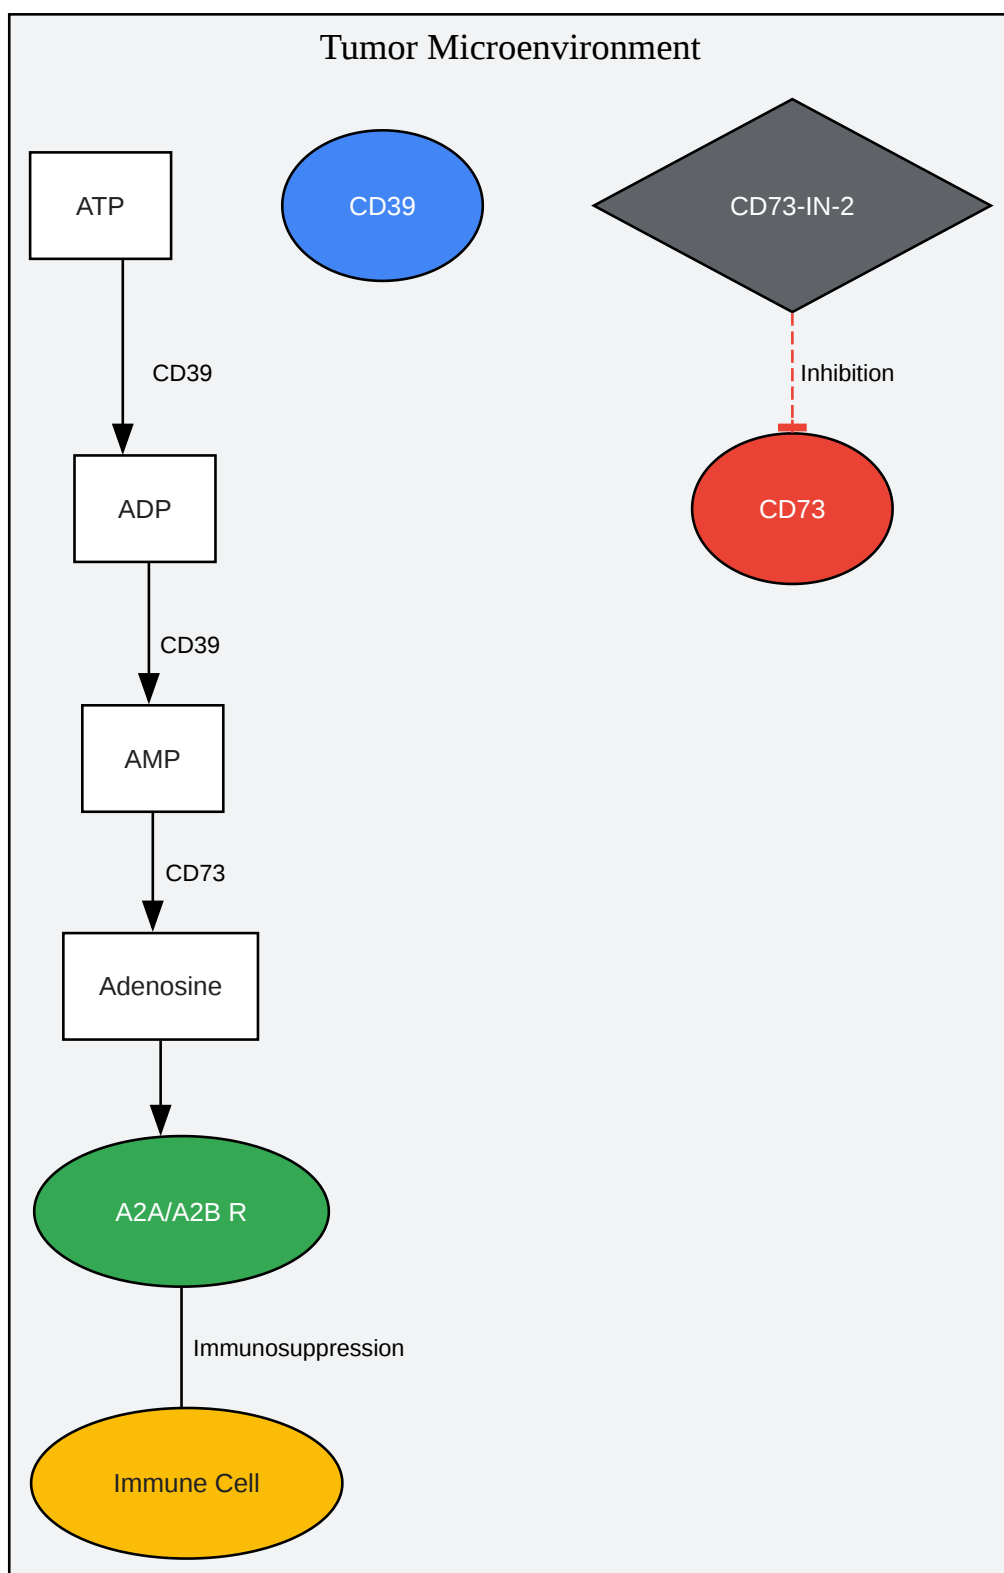 Tumor Microenvironment
ATP
CD39
CD73-IN-2
CD39
Inhibition
ADP
CD73
CD39
AMP
CD73
Adenosine
A2A/A2B R
Immunosuppression
Immune Cell